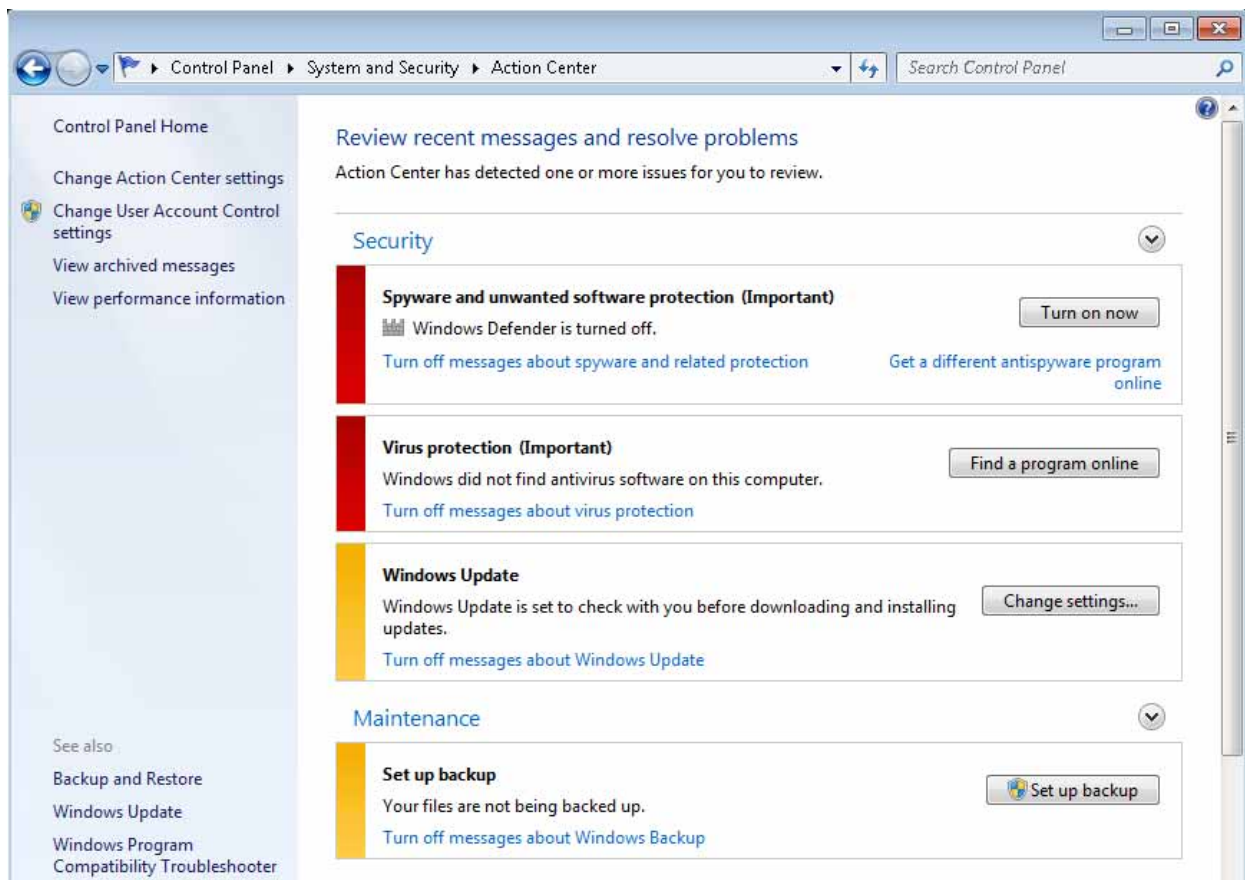 Control Panel ▸ System and Security ▸ Action Center
Search Control Panel
Control Panel Home
Change Action Center settings
Change User Account Control
settings
View archived messages
View performance information
See also
Backup and Restore
Windows Update
Windows Program
Compatibility Troubleshooter
Review recent messages and resolve problems
Action Center has detected one or more issues for you to review.
Security
Spyware and unwanted software protection (Important)
Turn on now
Windows Defender is turned off.
Turn off messages about spyware and related protection
Get a different antispyware program
online
Virus protection (Important)
Find a program online
Windows did not find antivirus software on this computer.
Turn off messages about virus protection
Windows Update
Windows Update is set to check with you before downloading and installing
updates.
Change settings...
Turn off messages about Windows Update
Maintenance
Set up backup
Set up backup
Your files are not being backed up.
Turn off messages about Windows Backup